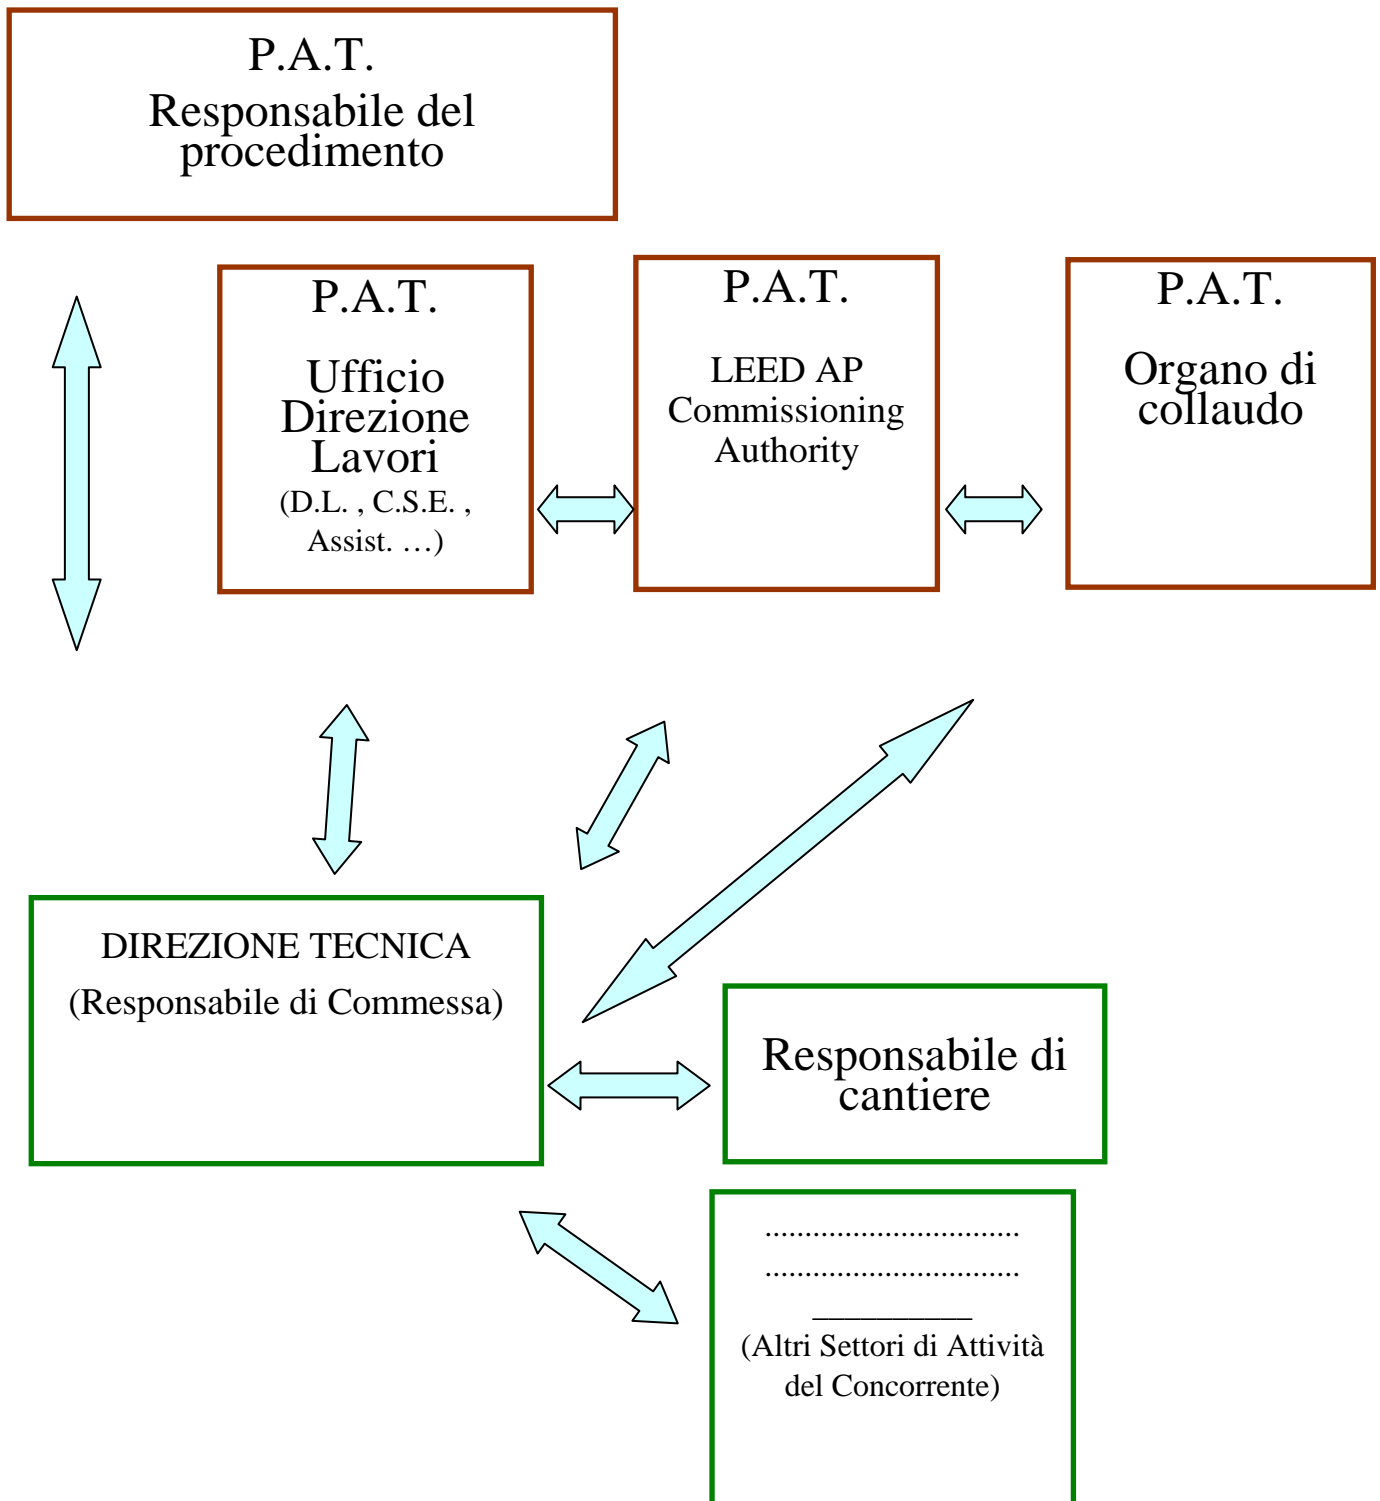 P.A.T.
Responsabile del
procedimento
P.A.T.
Ufficio
Direzione
Lavori
(D.L. , C.S.E. ,
Assist. …)
P.A.T.
LEED AP
Commissioning
Authority
P.A.T.
Organo di
collaudo
DIREZIONE TECNICA
(Responsabile di Commessa)
Responsabile di
cantiere
................................
................................
__________
(Altri Settori di Attività
del Concorrente)